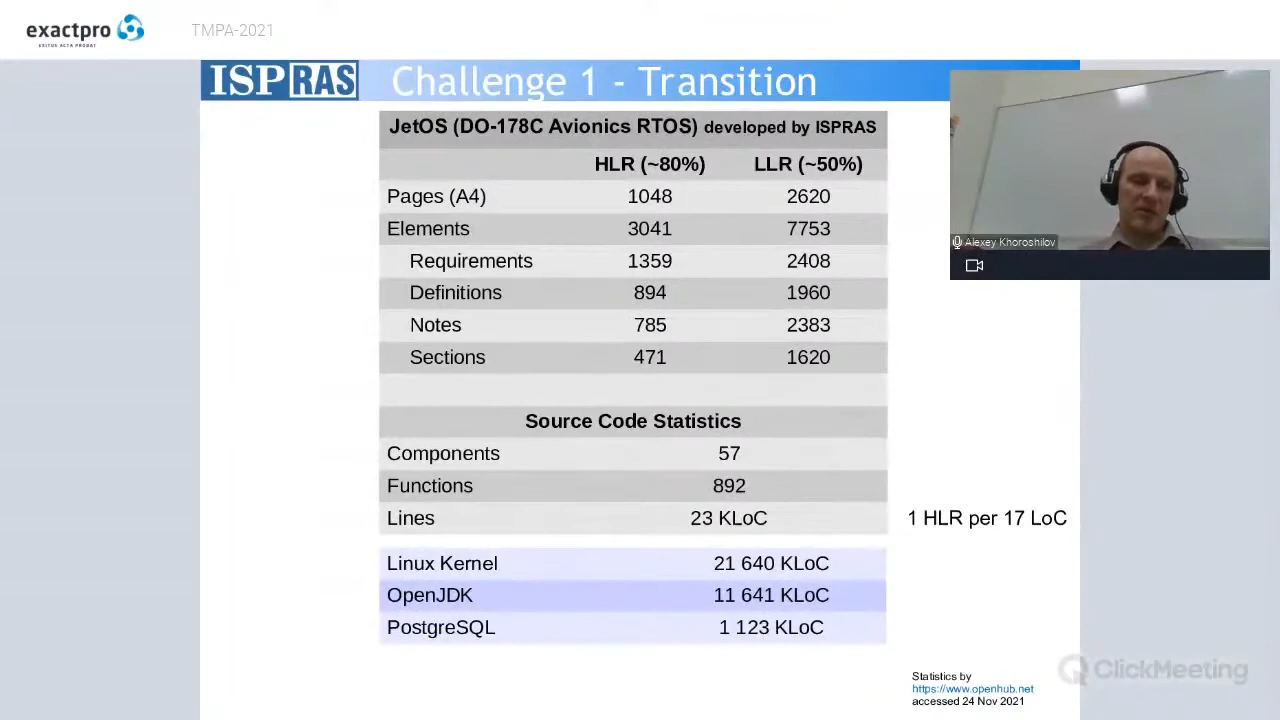 exactpro
EXITUS ACTA PROBAT
TMPA-2021
ISPRAS
Challenge 1 - Transition
JetOS (DO-178C Avionics RTOS) developed by ISPRAS
HLR (~80%) LLR (~50%)
Pages (A4) 1048 2620
Elements 3041 7753
Requirements 1359 2408
Definitions 894 1960
Notes 785 2383
Sections 471 1620
Source Code Statistics
Components 57
Functions 892
Lines 23 KLoC
1 HLR per 17 LoC
Linux Kernel 21 640 KLoC
OpenJDK 11 641 KLoC
PostgreSQL 1 123 KLoC
Alexey Khoroshilov
ClickMeeting
Statistics by
https://www.openhub.net
accessed 24 Nov 2021